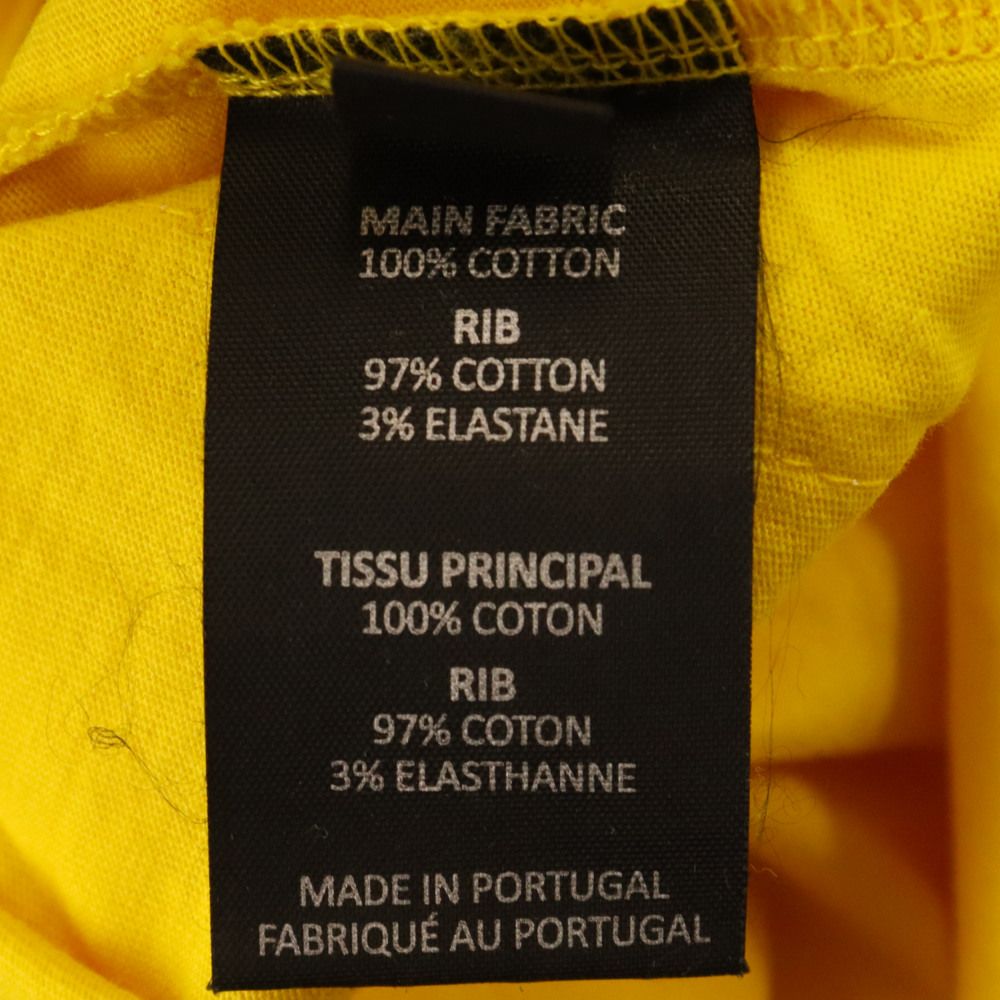 MAIN FABRIC
100% COTTON
RIB
97% COTTON
3% ELASTANE
TISSU PRINCIPAL
100% COTON
RIB
97% COTON
3% ELASTHANNE
MADE IN PORTUGAL
FABRIQUÉ AU PORTUGAL